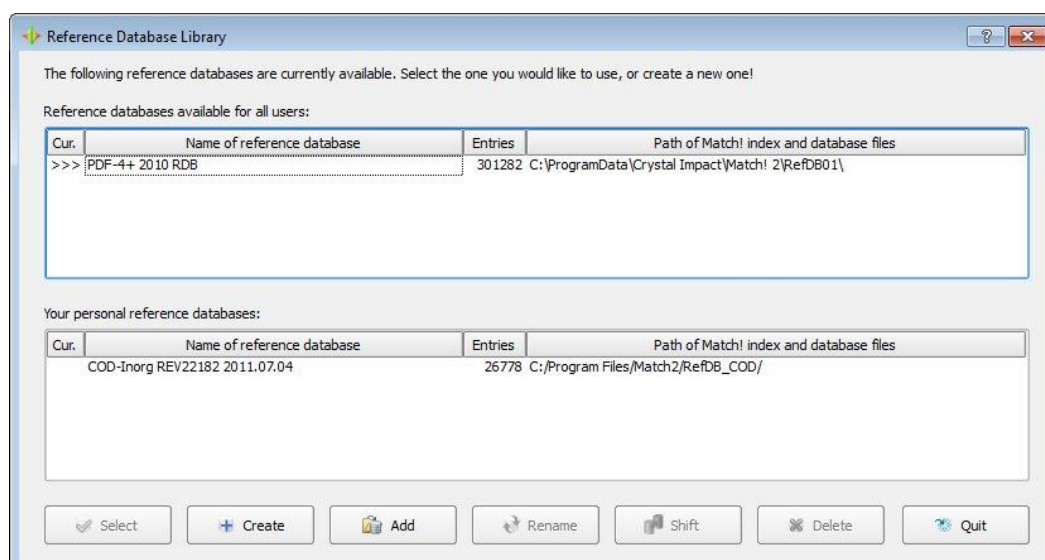 Reference Database Library
The following reference databases are currently available. Select the one you would like to use, or create a new one!
Reference databases available for all users:
Cur. Name of reference database Entries Path of Match! index and database files
>>> PDF-4+ 2010 RDB 301282 C:\ProgramData\Crystal Impact\Match! 2\RefDB01\
Your personal reference databases:
Cur. Name of reference database Entries Path of Match! index and database files
COD-Inorg REV22182 2011.07.04 26778 C:/Program Files/Match2/RefDB_COD/
Select Create Add Rename Shift Delete Quit